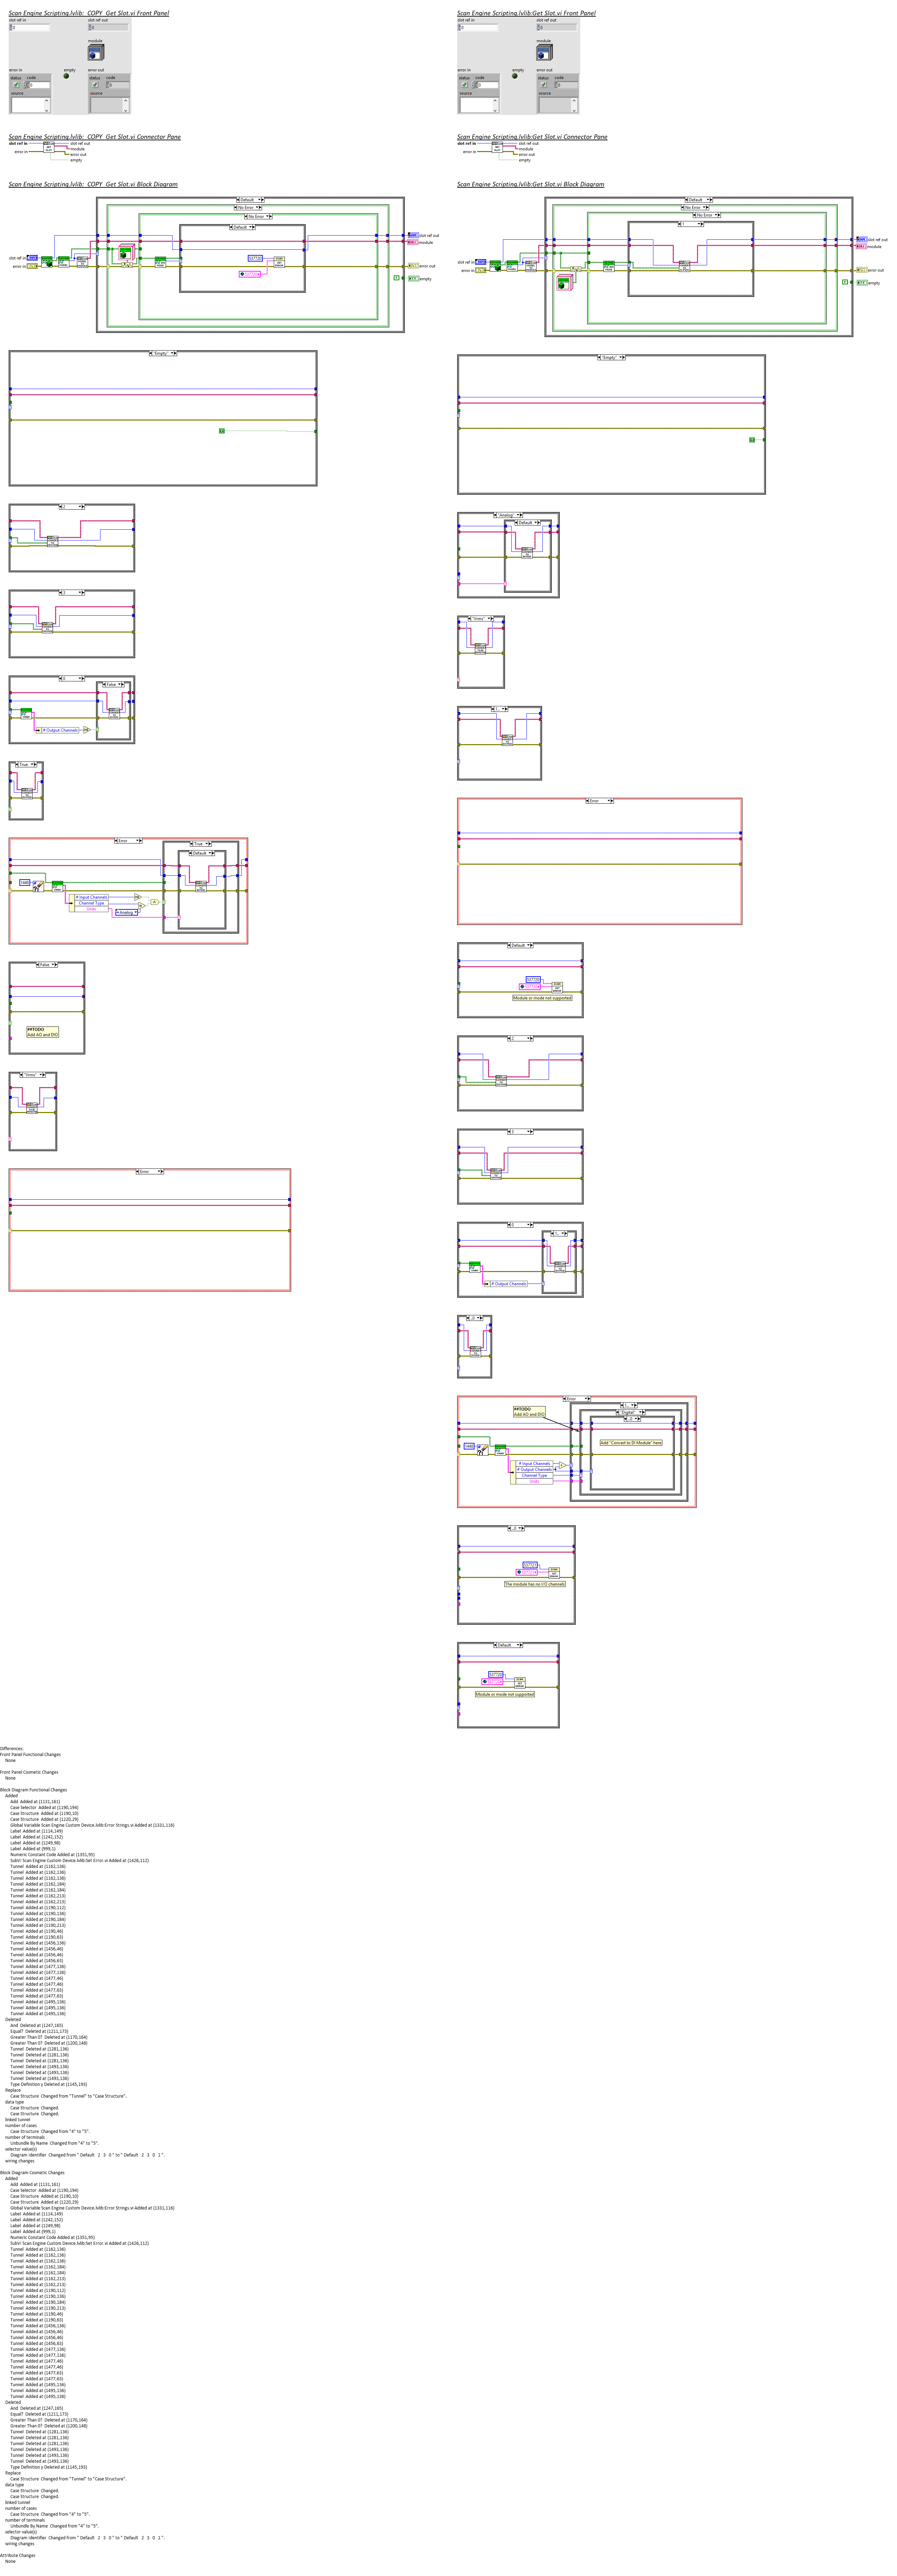 Scan Engine Scripting.lvlib:  COPY  Get Slot.vi Front Panel
slot ref in
slot ref out
0
0
module
error in
empty
error out
status code
0
source
status code
0
source
Scan Engine Scripting.lvlib:  COPY  Get Slot.vi Connector Pane
slot ref in
slot ref out
module
error in
error out
empty
Scan Engine Scripting.lvlib:  COPY  Get Slot.vi Block Diagram
Default
No Error
No Error
Default
slot ref out
module
slot ref in
error in
error out
empty
"Empty"
2
3
0
False
# Output Channels
True
Error
True
Default
# Input Channels
Channel Type
Units
Analog
False
##TODO
Add AO and DIO
"Vrms"
Error
Scan Engine Scripting.lvlib:Get Slot.vi Front Panel
slot ref in
slot ref out
0
0
module
error in
empty
error out
status code
0
source
status code
0
source
Scan Engine Scripting.lvlib:Get Slot.vi Connector Pane
slot ref in
slot ref out
module
error in
error out
empty
Scan Engine Scripting.lvlib:Get Slot.vi Block Diagram
Default
No Error
No Error
1
slot ref out
module
slot ref in
error in
error out
empty
"Empty"
"Analog"
Default
"Vrms"
1..
Error
Default
Module or mode not supported
2
3
0
1..
# Output Channels
..0
Error
##TODO
Add AO and DIO
1..
"Digital"
..0
Add "Convert to DI Module" here
# Input Channels
# Output Channels
Channel Type
Units
..0
The module has no I/O channels
Default
Module or mode not supported
Differences:
Front Panel Functional Changes
None
Front Panel Cosmetic Changes
None
Block Diagram Functional Changes
Added
Add  Added at (1131,161)
Case Selector  Added at (1190,194)
Case Structure  Added at (1190,10)
Case Structure  Added at (1220,29)
Global Variable Scan Engine Custom Device.lvlib:Error Strings.vi Added at (1331,116)
Label  Added at (1114,149)
Label  Added at (1242,152)
Label  Added at (1249,98)
Label  Added at (999,1)
Numeric Constant Code Added at (1351,95)
SubVI Scan Engine Custom Device.lvlib:Set Error.vi Added at (1426,112)
Tunnel  Added at (1162,136)
Tunnel  Added at (1162,136)
Tunnel  Added at (1162,136)
Tunnel  Added at (1162,184)
Tunnel  Added at (1162,184)
Tunnel  Added at (1162,213)
Tunnel  Added at (1162,213)
Tunnel  Added at (1190,112)
Tunnel  Added at (1190,136)
Tunnel  Added at (1190,184)
Tunnel  Added at (1190,213)
Tunnel  Added at (1190,46)
Tunnel  Added at (1190,63)
Tunnel  Added at (1456,136)
Tunnel  Added at (1456,46)
Tunnel  Added at (1456,46)
Tunnel  Added at (1456,63)
Tunnel  Added at (1477,136)
Tunnel  Added at (1477,136)
Tunnel  Added at (1477,46)
Tunnel  Added at (1477,46)
Tunnel  Added at (1477,63)
Tunnel  Added at (1477,63)
Tunnel  Added at (1495,136)
Tunnel  Added at (1495,136)
Tunnel  Added at (1495,136)
Deleted
And  Deleted at (1247,165)
Equal?  Deleted at (1211,173)
Greater Than 0?  Deleted at (1170,164)
Greater Than 0?  Deleted at (1200,148)
Tunnel  Deleted at (1281,136)
Tunnel  Deleted at (1281,136)
Tunnel  Deleted at (1281,136)
Tunnel  Deleted at (1493,136)
Tunnel  Deleted at (1493,136)
Tunnel  Deleted at (1493,136)
Type Definition y Deleted at (1145,193)
Replace
Case Structure  Changed from "Tunnel" to "Case Structure".
data type
Case Structure  Changed.
Case Structure  Changed.
linked tunnel
number of cases
Case Structure  Changed from "4" to "5".
number of terminals
Unbundle By Name  Changed from "4" to "5".
selector value(s)
Diagram Identifier  Changed from " Default  2  3  0 " to " Default  2  3  0  1 ".
wiring changes
Block Diagram Cosmetic Changes
Added
Add  Added at (1131,161)
Case Selector  Added at (1190,194)
Case Structure  Added at (1190,10)
Case Structure  Added at (1220,29)
Global Variable Scan Engine Custom Device.lvlib:Error Strings.vi Added at (1331,116)
Label  Added at (1114,149)
Label  Added at (1242,152)
Label  Added at (1249,98)
Label  Added at (999,1)
Numeric Constant Code Added at (1351,95)
SubVI Scan Engine Custom Device.lvlib:Set Error.vi Added at (1426,112)
Tunnel  Added at (1162,136)
Tunnel  Added at (1162,136)
Tunnel  Added at (1162,136)
Tunnel  Added at (1162,184)
Tunnel  Added at (1162,184)
Tunnel  Added at (1162,213)
Tunnel  Added at (1162,213)
Tunnel  Added at (1190,112)
Tunnel  Added at (1190,136)
Tunnel  Added at (1190,184)
Tunnel  Added at (1190,213)
Tunnel  Added at (1190,46)
Tunnel  Added at (1190,63)
Tunnel  Added at (1456,136)
Tunnel  Added at (1456,46)
Tunnel  Added at (1456,46)
Tunnel  Added at (1456,63)
Tunnel  Added at (1477,136)
Tunnel  Added at (1477,136)
Tunnel  Added at (1477,46)
Tunnel  Added at (1477,46)
Tunnel  Added at (1477,63)
Tunnel  Added at (1477,63)
Tunnel  Added at (1495,136)
Tunnel  Added at (1495,136)
Tunnel  Added at (1495,136)
Deleted
And  Deleted at (1247,165)
Equal?  Deleted at (1211,173)
Greater Than 0?  Deleted at (1170,164)
Greater Than 0?  Deleted at (1200,148)
Tunnel  Deleted at (1281,136)
Tunnel  Deleted at (1281,136)
Tunnel  Deleted at (1281,136)
Tunnel  Deleted at (1493,136)
Tunnel  Deleted at (1493,136)
Tunnel  Deleted at (1493,136)
Type Definition y Deleted at (1145,193)
Replace
Case Structure  Changed from "Tunnel" to "Case Structure".
data type
Case Structure  Changed.
Case Structure  Changed.
linked tunnel
number of cases
Case Structure  Changed from "4" to "5".
number of terminals
Unbundle By Name  Changed from "4" to "5".
selector value(s)
Diagram Identifier  Changed from " Default  2  3  0 " to " Default  2  3  0  1 ".
wiring changes
Attribute Changes
None